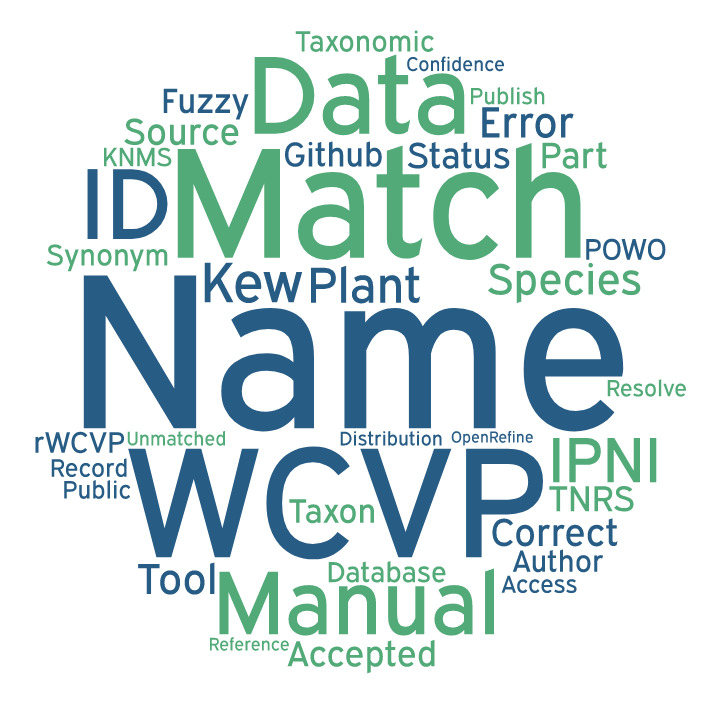 Taxonomic
Confidence
Data
Publish
Fuzzy
Error
Source
KNMS
Github
Status
Part
Match
ID
POWO
Synonym
Species
Kew
Plant
Name
Resolve
rWCVP
Unmatched
Distribution
OpenRefine
IPNI
Record
Public
WCVP
TNRS
Taxon
Correct
Author
Tool
Database
Access
Manual
Reference
Accepted